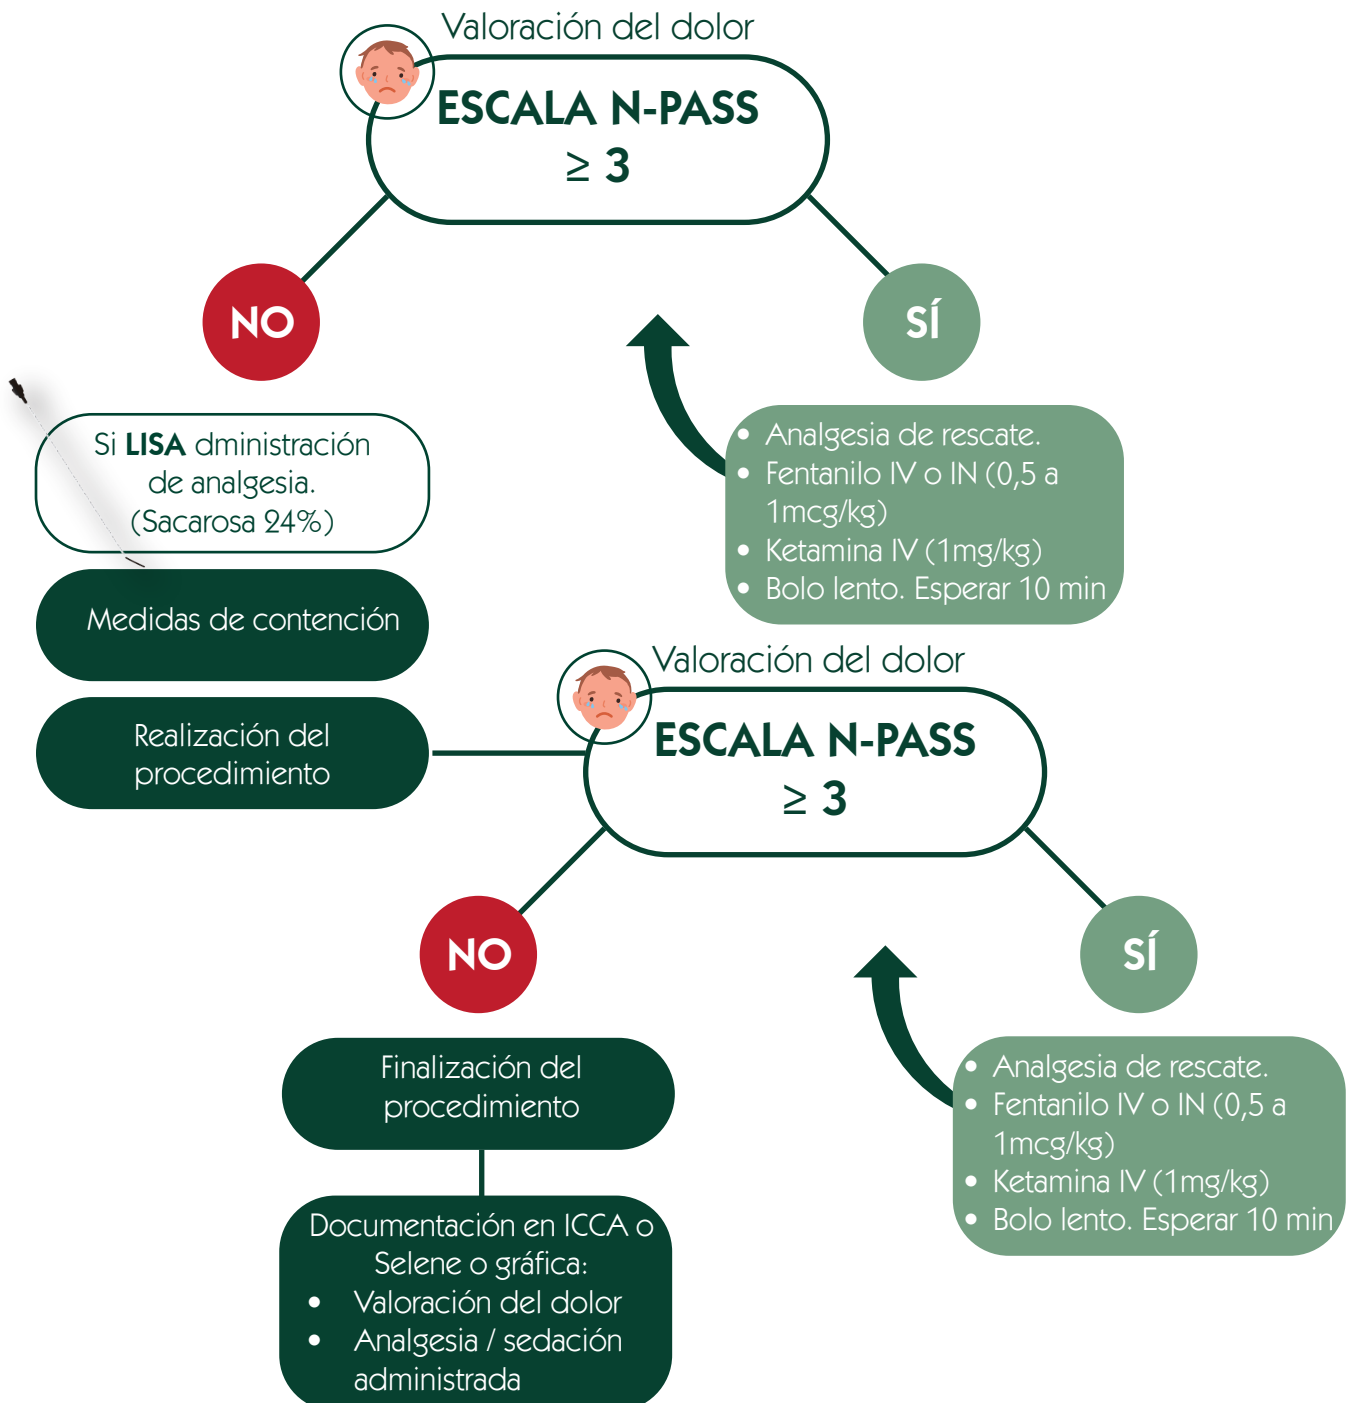 Valoración del dolor
ESCALA N-PASS
≥ 3
NO
SÍ
Si LISA dministración
de analgesia.
(Sacarosa 24%)
• Analgesia de rescate.
• Fentanilo IV o IN (0,5 a
1mcg/kg)
• Ketamina IV (1mg/kg)
• Bolo lento. Esperar 10 min
Medidas de contención
Realización del
procedimiento
Valoración del dolor
ESCALA N-PASS
≥ 3
NO
SÍ
Finalización del
procedimiento
• Analgesia de rescate.
• Fentanilo IV o IN (0,5 a
1mcg/kg)
• Ketamina IV (1mg/kg)
• Bolo lento. Esperar 10 min
Documentación en ICCA o
Selene o gráfica:
• Valoración del dolor
• Analgesia / sedación
administrada